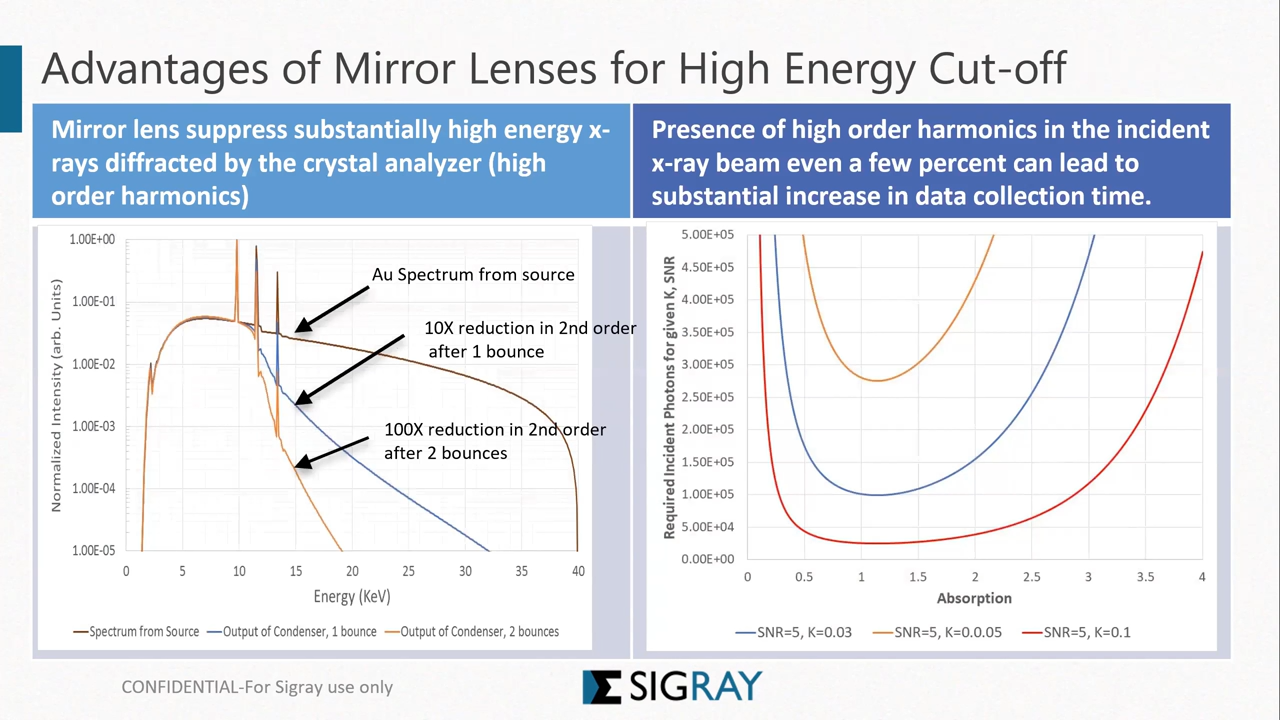 Advantages of Mirror Lenses for High Energy Cut-off
Mirror lens suppress substantially high energy x-
rays diffracted by the crystal analyzer (high
order harmonics)
Presence of high order harmonics in the incident
x-ray beam even a few percent can lead to
substantial increase in data collection time.
Normalized Intensity (arb. Units)
1.00E+00
1.00E-01
1.00E-02
1.00E-03
1.00E-04
1.00E-05
0 5 10 15 20 25 30 35 40
Energy (KeV)
Au Spectrum from source
10X reduction in 2nd order
after 1 bounce
100X reduction in 2nd order
after 2 bounces
Spectrum from Source Output of Condenser, 1 bounce Output of Condenser, 2 bounces
Required Incident Photons for given K, SNR
5.00E+05
4.50E+05
4.00E+05
3.50E+05
3.00E+05
2.50E+05
2.00E+05
1.50E+05
1.00E+05
5.00E+04
0.00E+00
0 0.5 1 1.5 2 2.5 3 3.5 4
Absorption
SNR=5, K=0.03 SNR=5, K=0.0.05 SNR=5, K=0.1
CONFIDENTIAL-For Sigray use only
SIGRAY